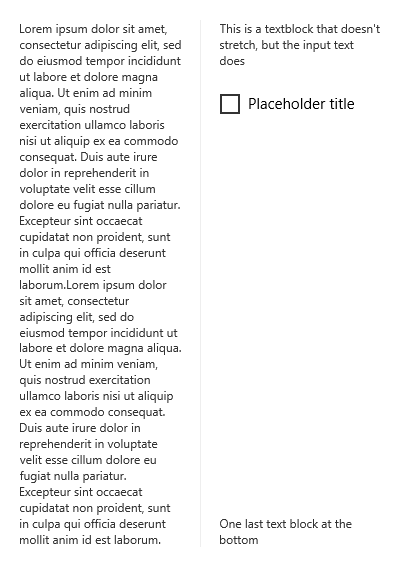 Lorem ipsum dolor sit amet,
consectetur adipiscing elit, sed
do eiusmod tempor incididunt
ut labore et dolore magna
aliqua. Ut enim ad minim
veniam, quis nostrud
exercitation ullamco laboris
nisi ut aliquip ex ea commodo
consequat. Duis aute irure
dolor in reprehenderit in
voluptate velit esse cillum
dolore eu fugiat nulla pariatur.
Excepteur sint occaecat
cupidatat non proident, sunt
in culpa qui officia deserunt
mollit anim id est
laborum.Lorem ipsum dolor
sit amet, consectetur
adipiscing elit, sed do
eiusmod tempor incididunt ut
labore et dolore magna aliqua.
Ut enim ad minim veniam,
quis nostrud exercitation
ullamco laboris nisi ut aliquip
ex ea commodo consequat.
Duis aute irure dolor in
reprehenderit in voluptate
velit esse cillum dolore eu
fugiat nulla pariatur.
Excepteur sint occaecat
cupidatat non proident, sunt
in culpa qui officia deserunt
mollit anim id est laborum.
This is a textblock that doesn't
stretch, but the input text
does
Placeholder title
One last text block at the
bottom